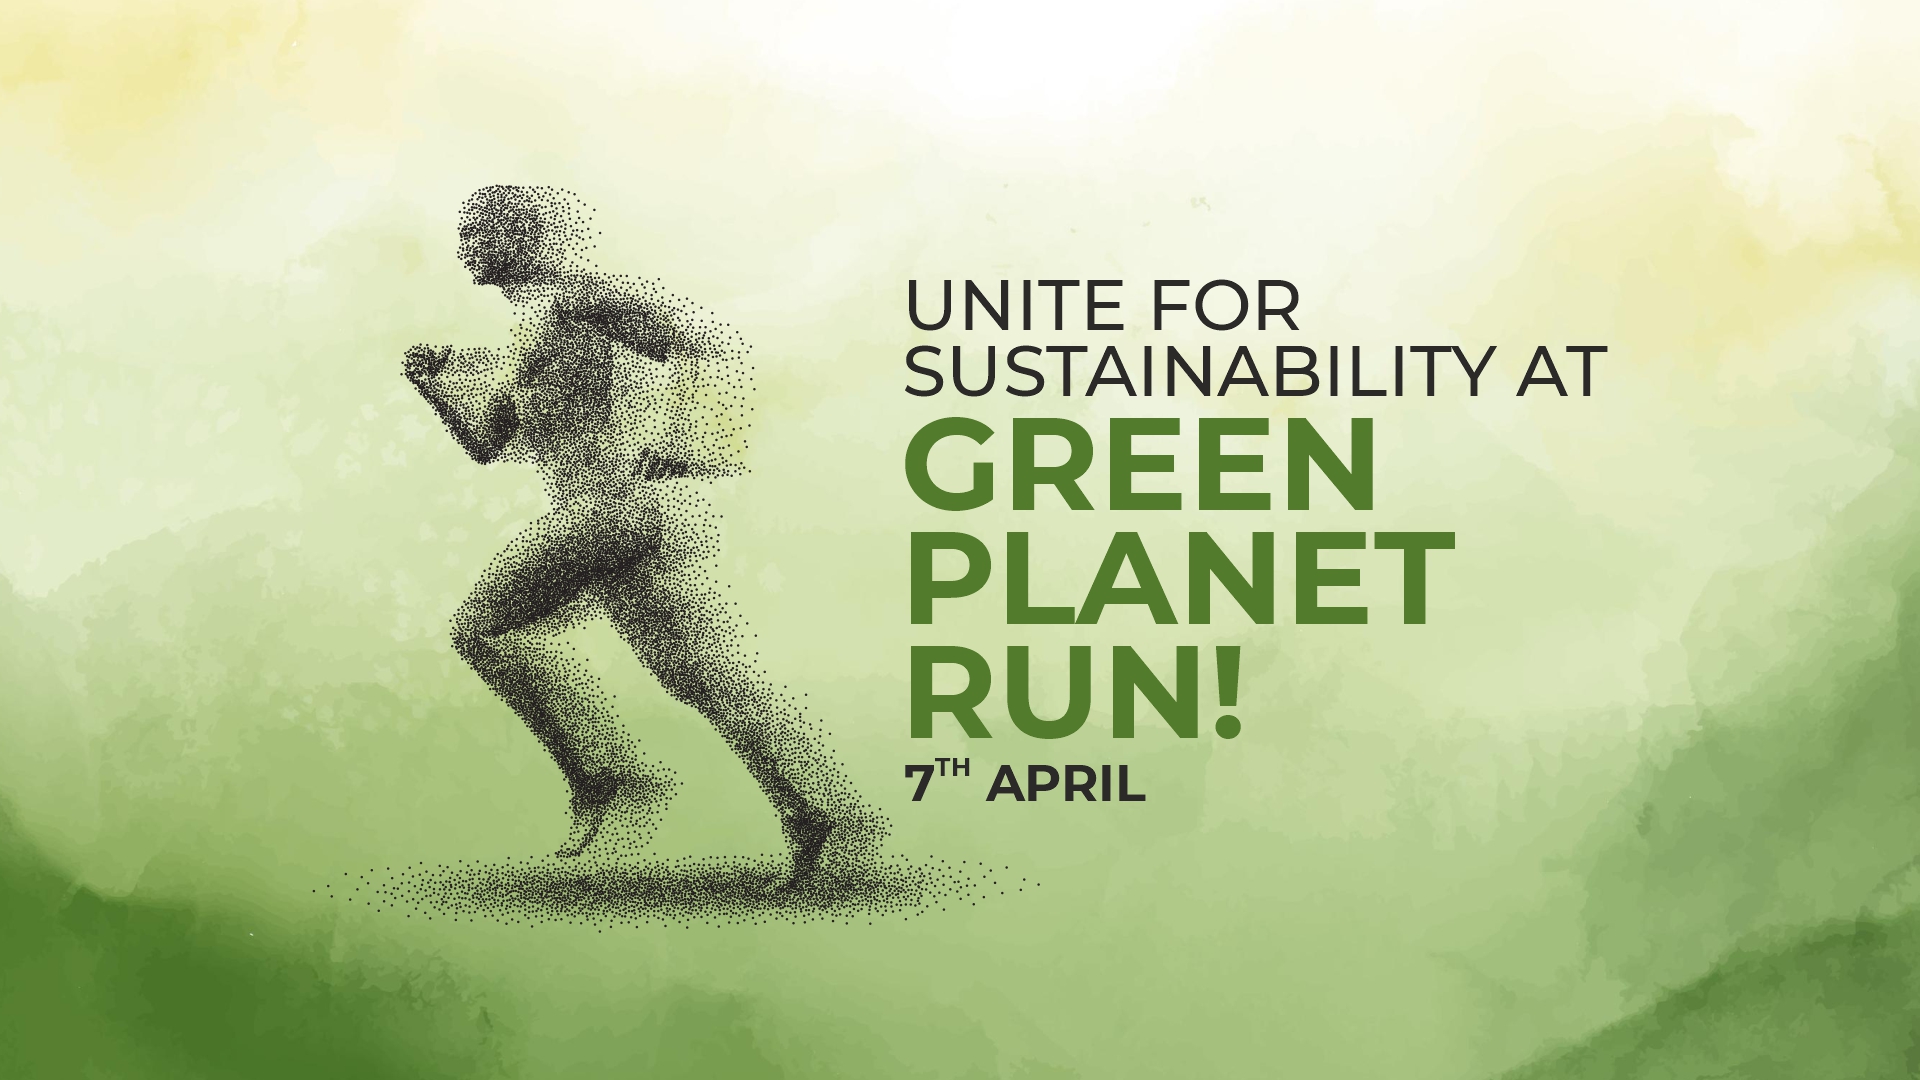 UNITE FOR
SUSTAINABILITY AT
GREEN
PLANET
RUN!
7TH APRIL